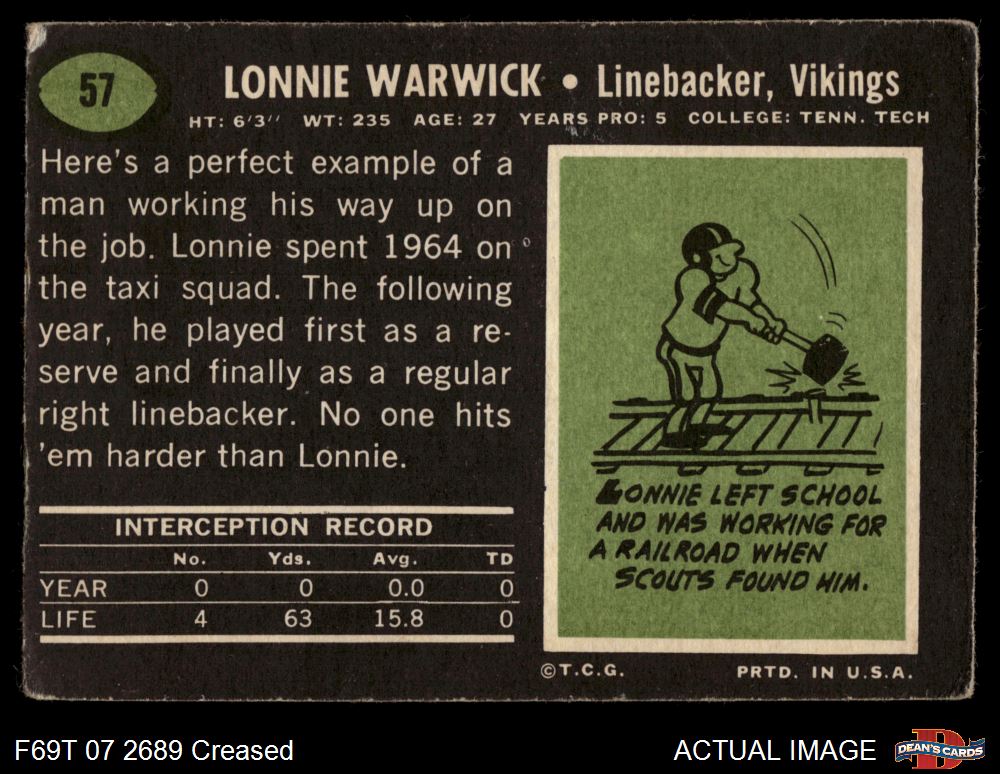 57
LONNIE WARWICK • Linebacker, Vikings
HT: 6'3" WT: 235 AGE: 27 YEARS PRO: 5 COLLEGE: TENN. TECH
Here's a perfect example of a
man working his way up on
the job. Lonnie spent 1964 on
the taxi squad. The following
year, he played first as a re-
serve and finally as a regular
right linebacker. No one hits
'em harder than Lonnie.
INTERCEPTION RECORD
No. Yds. Avg. TD
YEAR 0 0 0.0 0
LIFE 4 63 15.8 0
LONNIE LEFT SCHOOL
AND WAS WORKING FOR
A RAILROAD WHEN
SCOUTS FOUND HIM.
©T.C.G. PRTD. IN U.S.A.
F69T 07 2689 Creased
ACTUAL IMAGE
D
DEAN'S CARDS